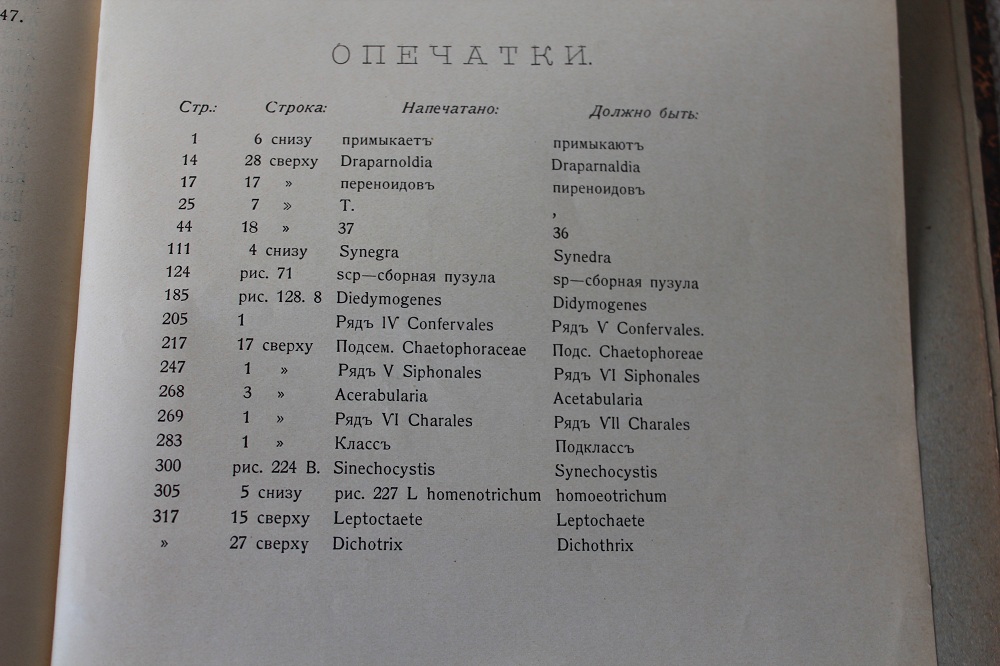 47.
ОПЕЧАТКИ.
Стр.: Строка: Напечатано: Должно быть:
1 6 снизу примыкаетъ примыкаютъ
14 28 сверху Draparnoldia Draparnaldia
17 17 » переноидовъ пиреноидовъ
25 7 » Т. ,
44 18 » 37 36
111 4 снизу Synegra Synedra
124 рис. 71 scp—сборная пузула sp—сборная пузула
185 рис. 128. 8 Diedymogenes Didymogenes
205 1 Рядъ IV Confervales Рядъ V Confervales.
217 17 сверху Подсем. Chaetophoraceae Подс. Chaetophoreae
247 1 » Рядъ V Siphonales Рядъ VI Siphonales
268 3 » Acerabularia Acetabularia
269 1 » Рядъ VI Charales Рядъ VII Charales
283 1 » Классъ Подклассъ
300 рис. 224 В. Sinechocystis Synechocystis
305 5 снизу рис. 227 L homenotrichum homoeotrichum
317 15 сверху Leptoctaete Leptochaete
» 27 сверху Dichotrix Dichothrix